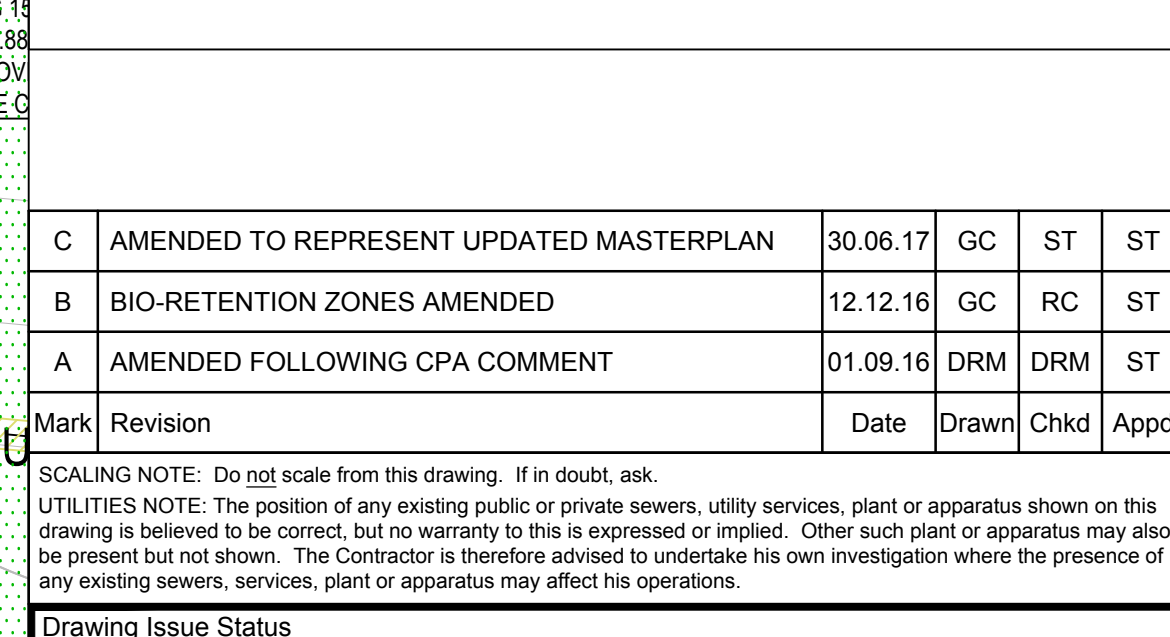 15
.88
C AMENDED TO REPRESENT UPDATED MASTERPLAN 30.06.17 GC ST ST
B BIO-RETENTION ZONES AMENDED 12.12.16 GC RC ST
A AMENDED FOLLOWING CPA COMMENT 01.09.16 DRM DRM ST
Mark Revision Date Drawn Chkd Appd
SCALING NOTE: Do not scale from this drawing. If in doubt, ask.
UTILITIES NOTE: The position of any existing public or private sewers, utility services, plant or apparatus shown on this
drawing is believed to be correct, but no warranty to this is expressed or implied. Other such plant or apparatus may also
be present but not shown. The Contractor is therefore advised to undertake his own investigation where the presence of
any existing sewers, services, plant or apparatus may affect his operations.
Drawing Issue Status